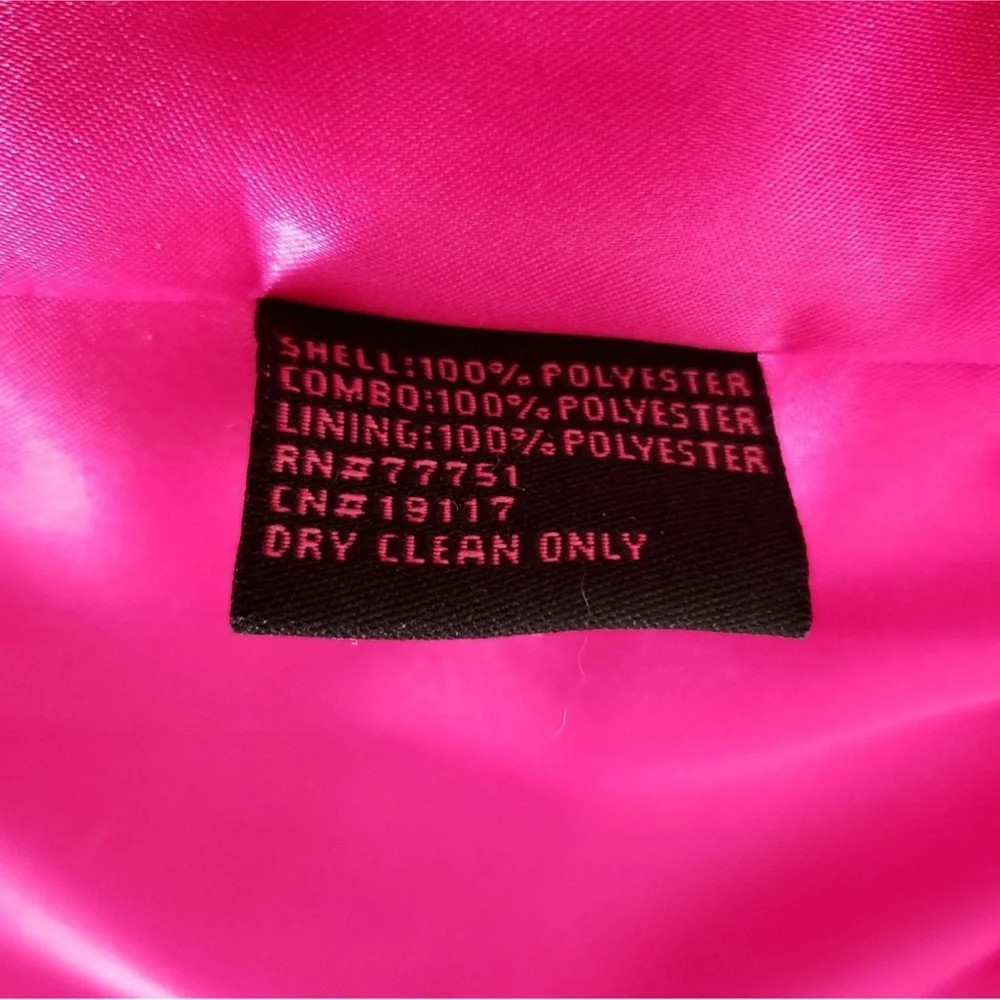 SHELL:100% POLYESTER
COMBO:100% POLYESTER
LINING:100% POLYESTER
RN#77751
CN#19117
DRY CLEAN ONLY